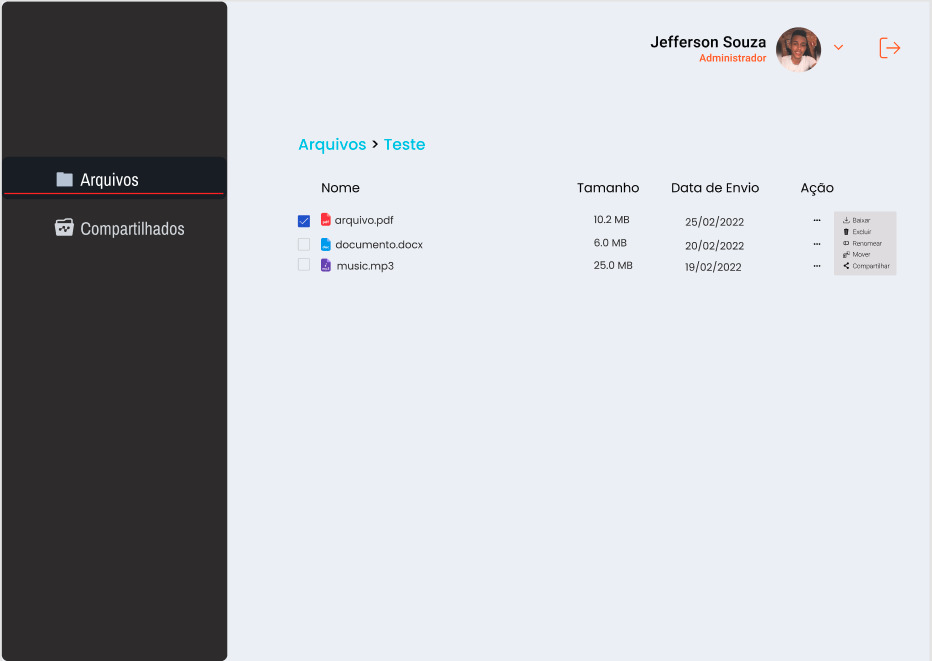 Jefferson Souza
Administrador
Arquivos
Compartilhados
Arquivos > Teste
Nome Tamanho Data de Envio Ação
arquivo.pdf 10.2 MB 25/02/2022 ...
documento.docx 6.0 MB 20/02/2022 ...
music.mp3 25.0 MB 19/02/2022 ...
Baixar
Excluir
Renomear
Mover
Compartilhar